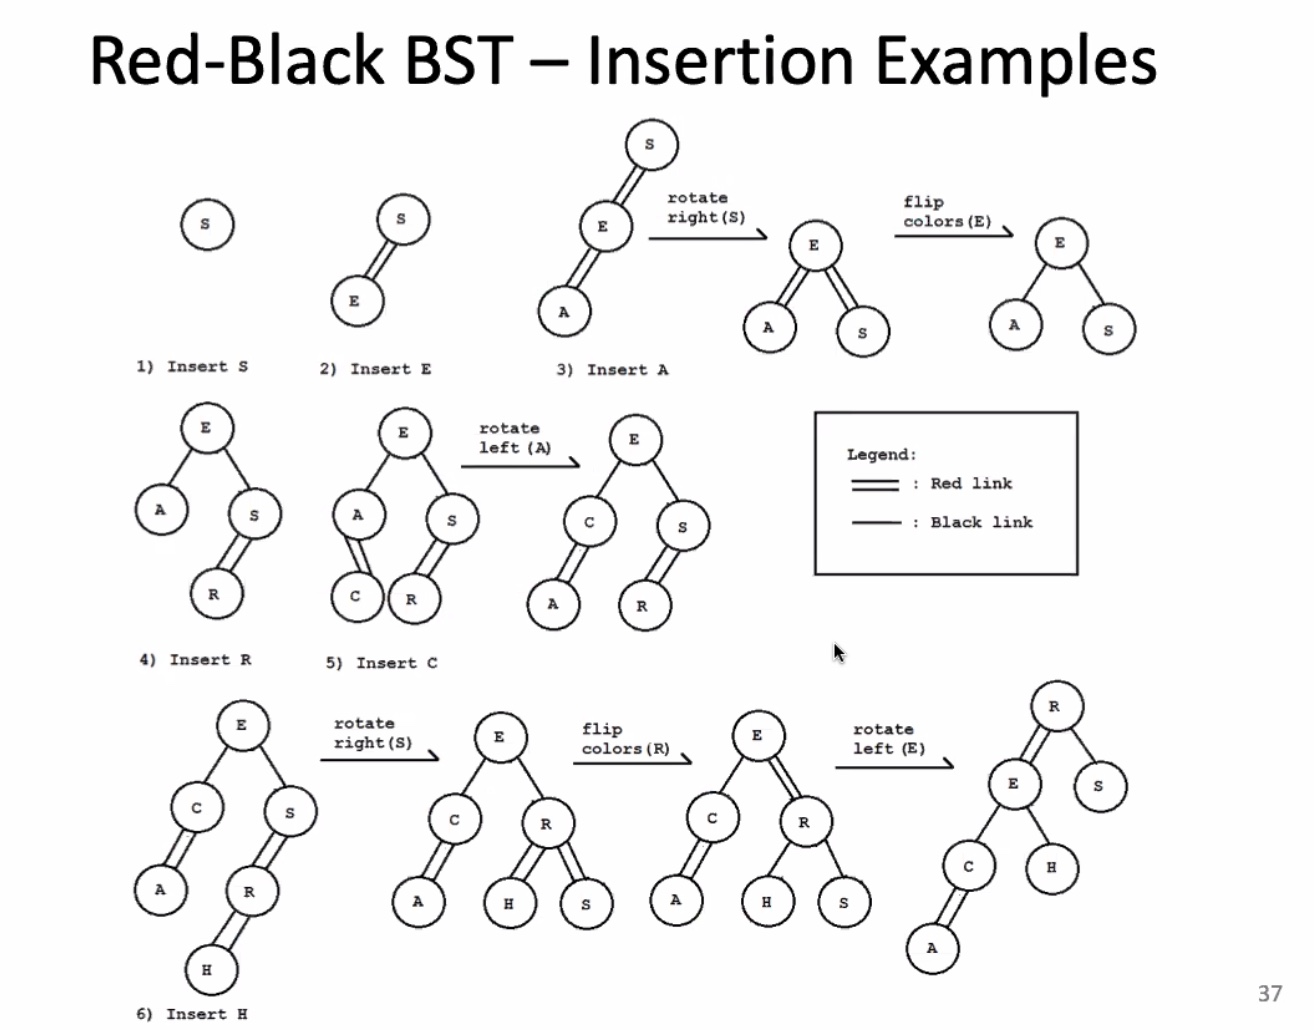 Red-Black BST – Insertion Examples
S
S
E
S
E
A
rotate
right(S)
E
A
S
flip
colors(E)
E
A
S
1) Insert S
2) Insert E
3) Insert A
E
A
S
R
E
A
S
C
R
rotate
left (A)
E
C
S
A
R
Legend:
: Red link
: Black link
4) Insert R
5) Insert C
E
C
S
A
R
H
rotate
right(S)
E
C
R
A
H
S
flip
colors(R)
E
C
R
A
H
S
rotate
left (E)
R
E
S
C
H
A
6) Insert H
37